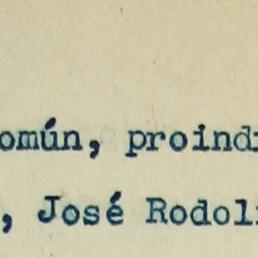 omún, proindi
, José Rodol